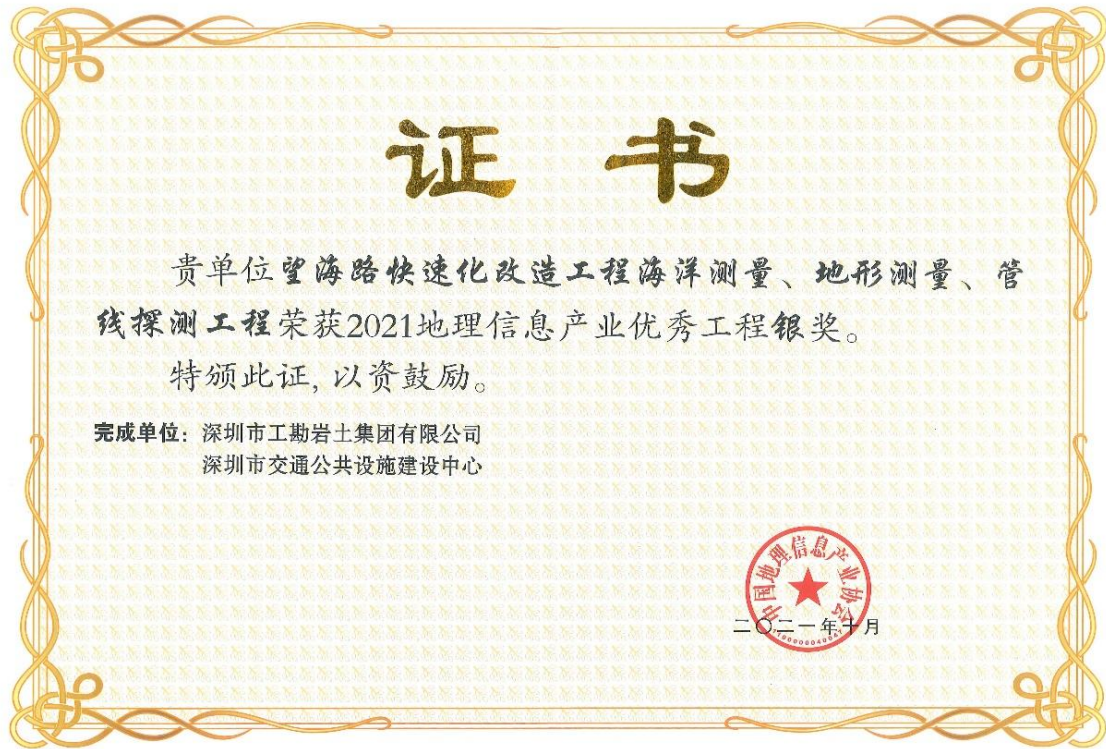 证 书
贵单位望海路快速化改造工程海洋测量、地形测量、管
线探测工程荣获2021地理信息产业优秀工程银奖。
特颁此证,以资鼓励。
完成单位：深圳市工勘岩土集团有限公司
深圳市交通公共设施建设中心
中国地理信息产业协会
二〇二一年十月